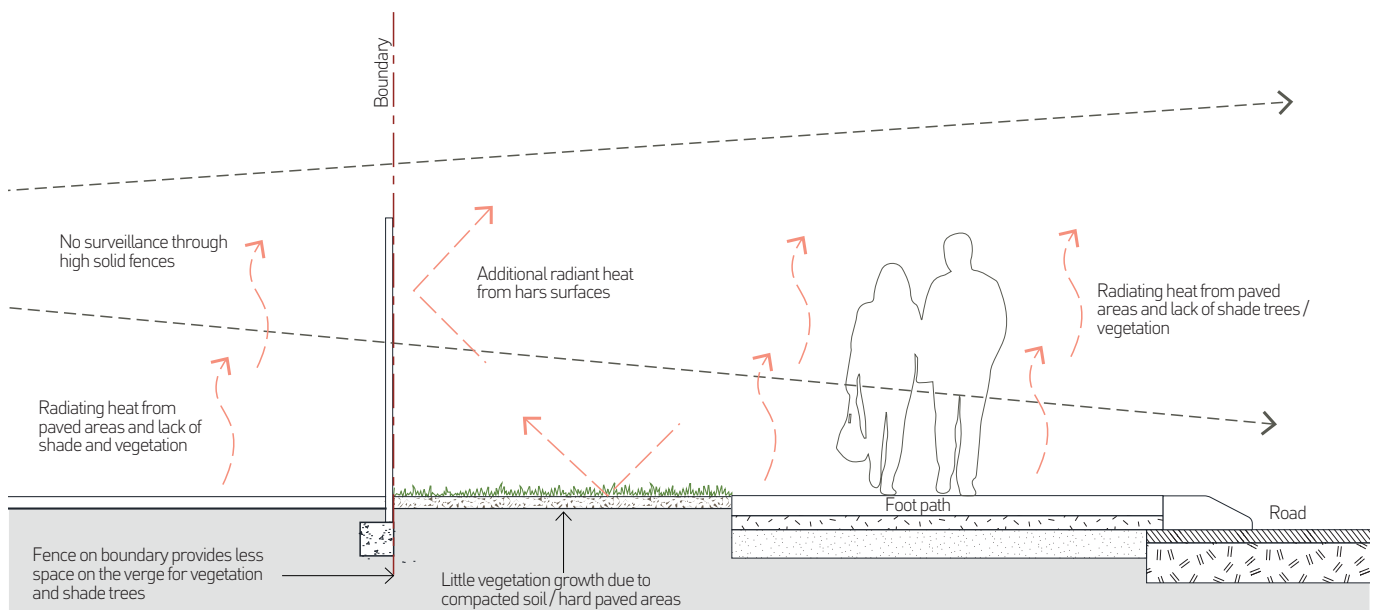 Boundary
No surveillance through
high solid fences
Additional radiant heat
from hars surfaces
Radiating heat from paved
areas and lack of shade trees /
vegetation
Radiating heat from
paved areas and lack of
shade and vegetation
Foot path
Road
Fence on boundary provides less
space on the verge for vegetation
and shade trees
Little vegetation growth due to
compacted soil / hard paved areas